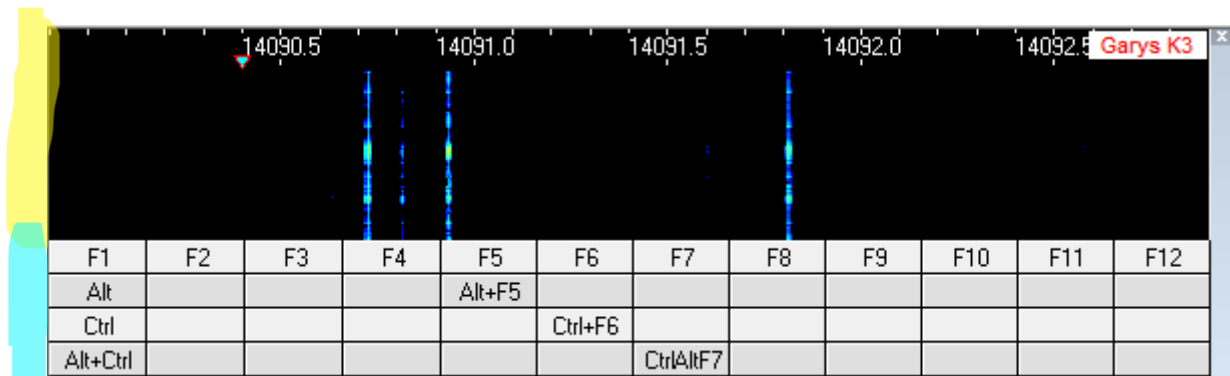 14090.5 14091.0 14091.5 14092.0 14092.5 Garys K3 x
F1 F2 F3 F4 F5 F6 F7 F8 F9 F10 F11 F12
Alt Alt+F5
Ctrl Ctrl+F6
Alt+Ctrl CtrlAltF7